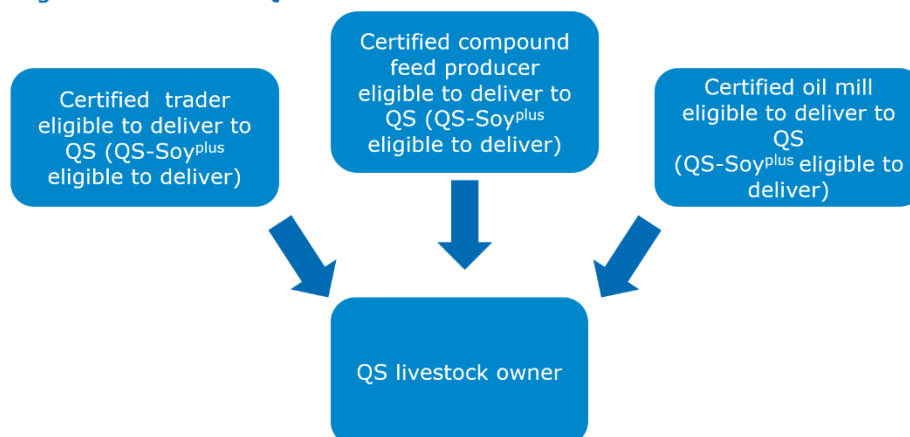 Certified compound
feed producer
eligible to deliver to
QS (QS-Soyplus
eligible to deliver)
Certified trader
eligible to deliver to
QS (QS-Soyplus
eligible to deliver)
Certified oil mill
eligible to deliver to
QS
(QS-Soyplus eligible to
deliver)
QS livestock owner